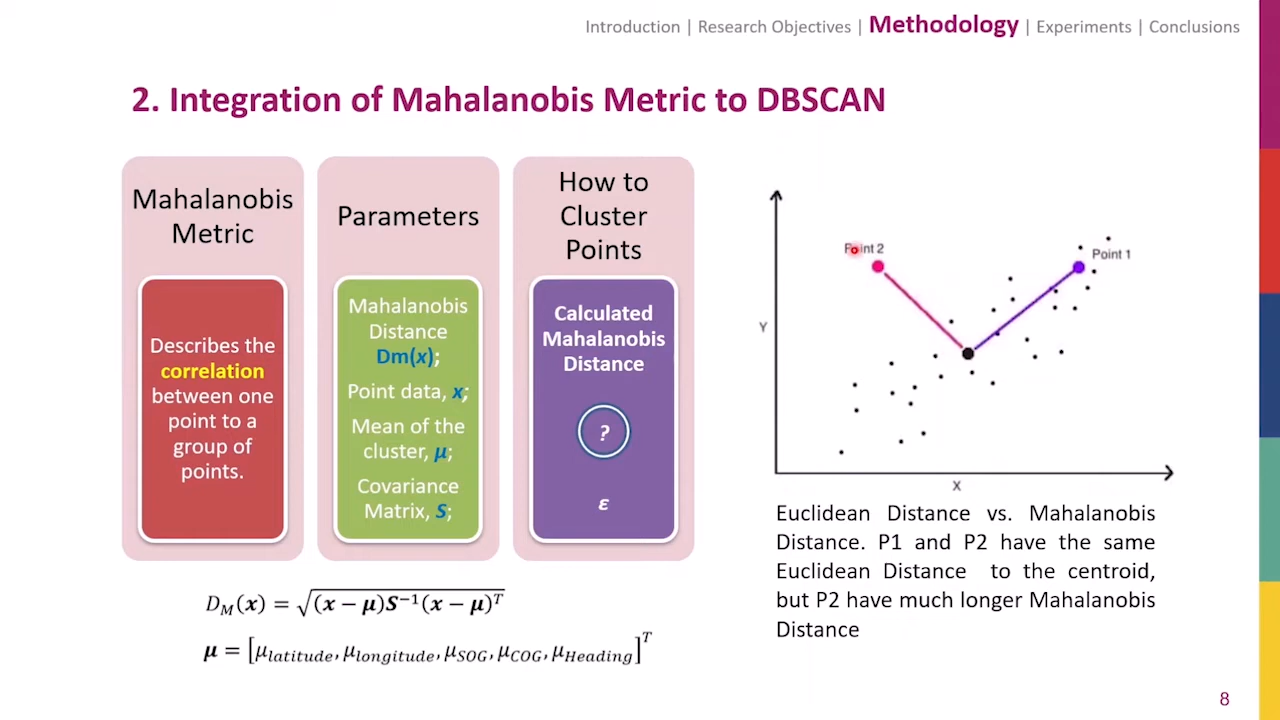 Introduction | Research Objectives | Methodology | Experiments | Conclusions
2. Integration of Mahalanobis Metric to DBSCAN
Mahalanobis
Metric
Describes the
correlation
between one
point to a
group of
points.
Parameters
Mahalanobis
Distance
Dm(x);
Point data, x;
Mean of the
cluster, μ;
Covariance
Matrix, S;
How to
Cluster
Points
Calculated
Mahalanobis
Distance
?
ε
D_M(x) = √((x − μ)S⁻¹(x − μ)ᵀ)
μ = [μ_latitude, μ_longitude, μ_SOG, μ_COG, μ_Heading]ᵀ
Point 2
Point 1
Y
X
Euclidean Distance vs. Mahalanobis
Distance. P1 and P2 have the same
Euclidean Distance to the centroid,
but P2 have much longer Mahalanobis
Distance
8